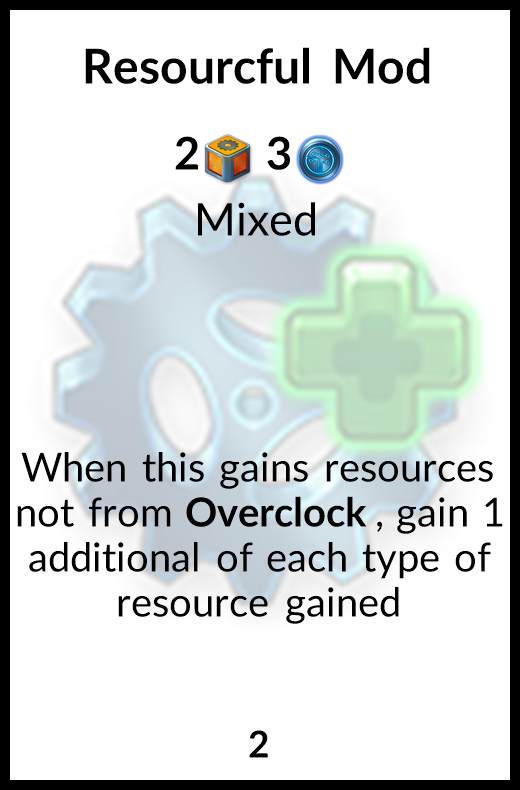 Resourcful Mod
2 3
Mixed
When this gains resources
not from Overclock , gain 1
additional of each type of
resource gained
2